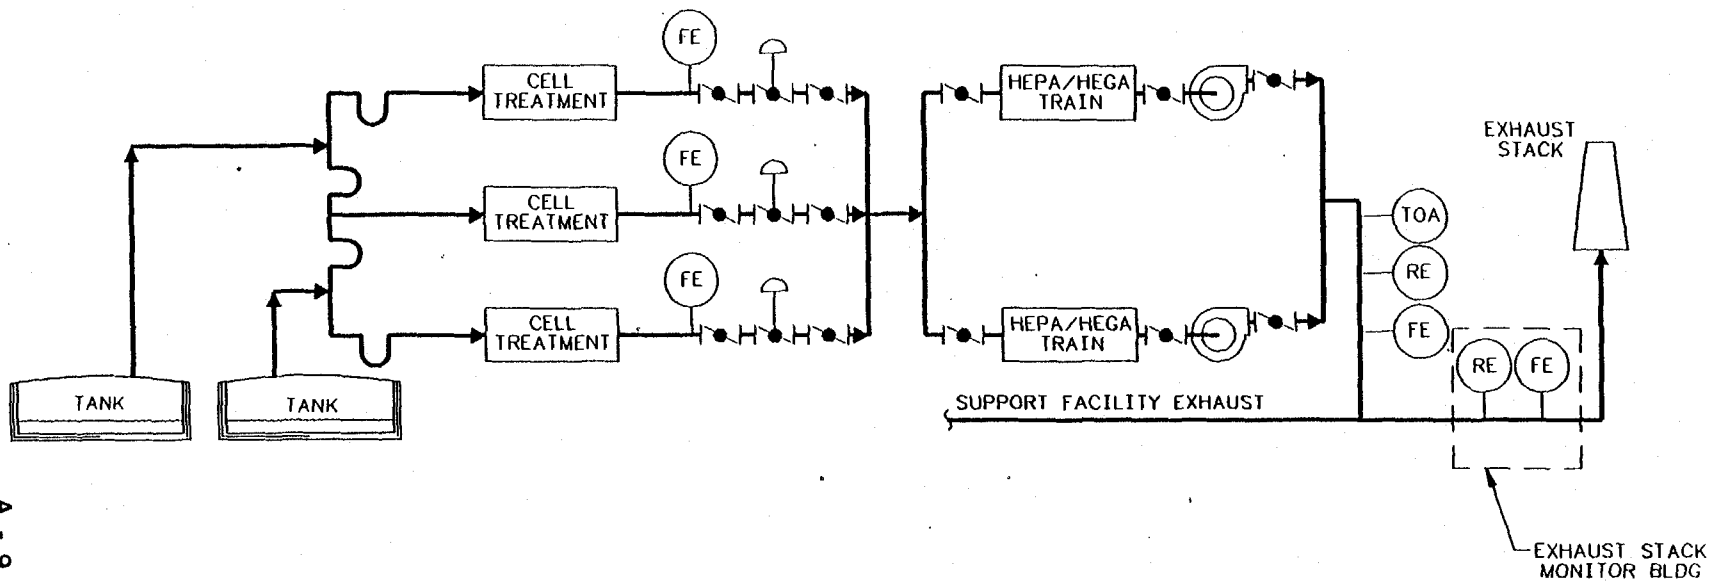 FE
CELL
TREATMENT
HEPA/HEGA
TRAIN
EXHAUST
STACK
FE
CELL
TREATMENT
TOA
RE
FE
FE
CELL
TREATMENT
HEPA/HEGA
TRAIN
RE
FE
TANK
TANK
SUPPORT FACILITY EXHAUST
EXHAUST STACK
MONITOR BLDG